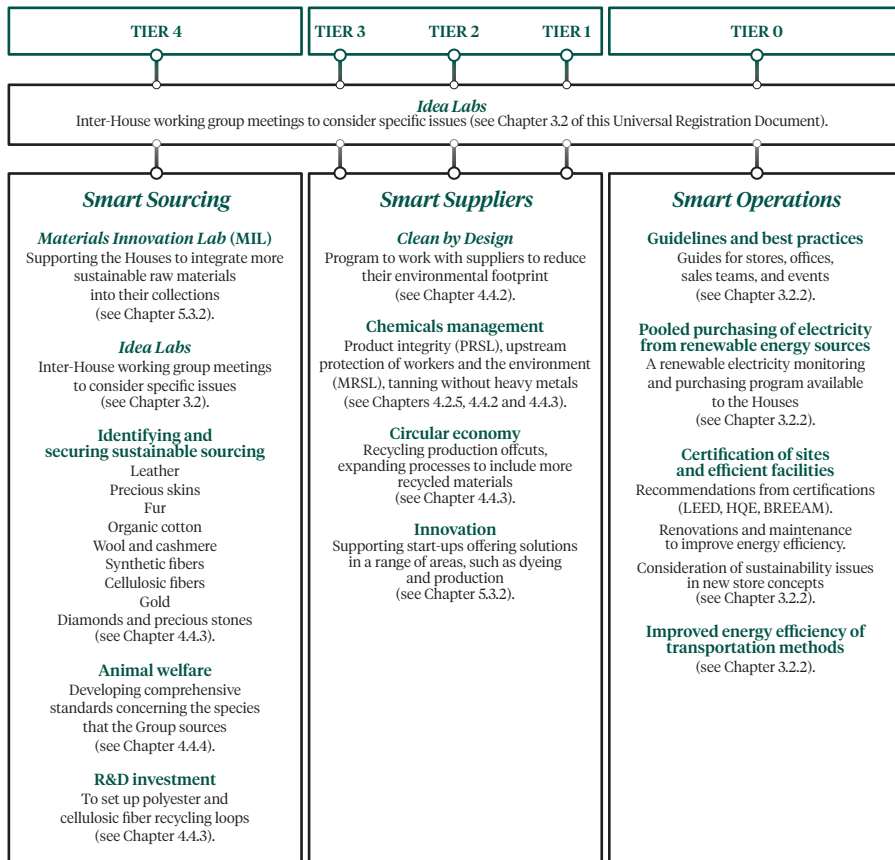 TIER 4
TIER 3
TIER 2
TIER 1
TIER 0
Idea Labs
Inter-House working group meetings to consider specific issues (see Chapter 3.2 of this Universal Registration Document).
Smart Sourcing
Materials Innovation Lab (MIL)
Supporting the Houses to integrate more
sustainable raw materials
into their collections
(see Chapter 5.3.2).
Idea Labs
Inter-House working group meetings
to consider specific issues
(see Chapter 3.2).
Identifying and
securing sustainable sourcing
Leather
Precious skins
Fur
Organic cotton
Wool and cashmere
Synthetic fibers
Cellulosic fibers
Gold
Diamonds and precious stones
(see Chapter 4.4.3).
Animal welfare
Developing comprehensive
standards concerning the species
that the Group sources
(see Chapter 4.4.4).
R&D investment
To set up polyester and
cellulosic fiber recycling loops
(see Chapter 4.4.3).
Smart Suppliers
Clean by Design
Program to work with suppliers to reduce
their environmental footprint
(see Chapter 4.4.2).
Chemicals management
Product integrity (PRSL), upstream
protection of workers and the environment
(MRSL), tanning without heavy metals
(see Chapters 4.2.5, 4.4.2 and 4.4.3).
Circular economy
Recycling production offcuts,
expanding processes to include more
recycled materials
(see Chapter 4.4.3).
Innovation
Supporting start-ups offering solutions
in a range of areas, such as dyeing
and production
(see Chapter 5.3.2).
Smart Operations
Guidelines and best practices
Guides for stores, offices,
sales teams, and events
(see Chapter 3.2.2).
Pooled purchasing of electricity
from renewable energy sources
A renewable electricity monitoring
and purchasing program available
to the Houses
(see Chapter 3.2.2).
Certification of sites
and efficient facilities
Recommendations from certifications
(LEED, HQE, BREEAM).
Renovations and maintenance
to improve energy efficiency.
Consideration of sustainability issues
in new store concepts
(see Chapter 3.2.2).
Improved energy efficiency of
transportation methods
(see Chapter 3.2.2).